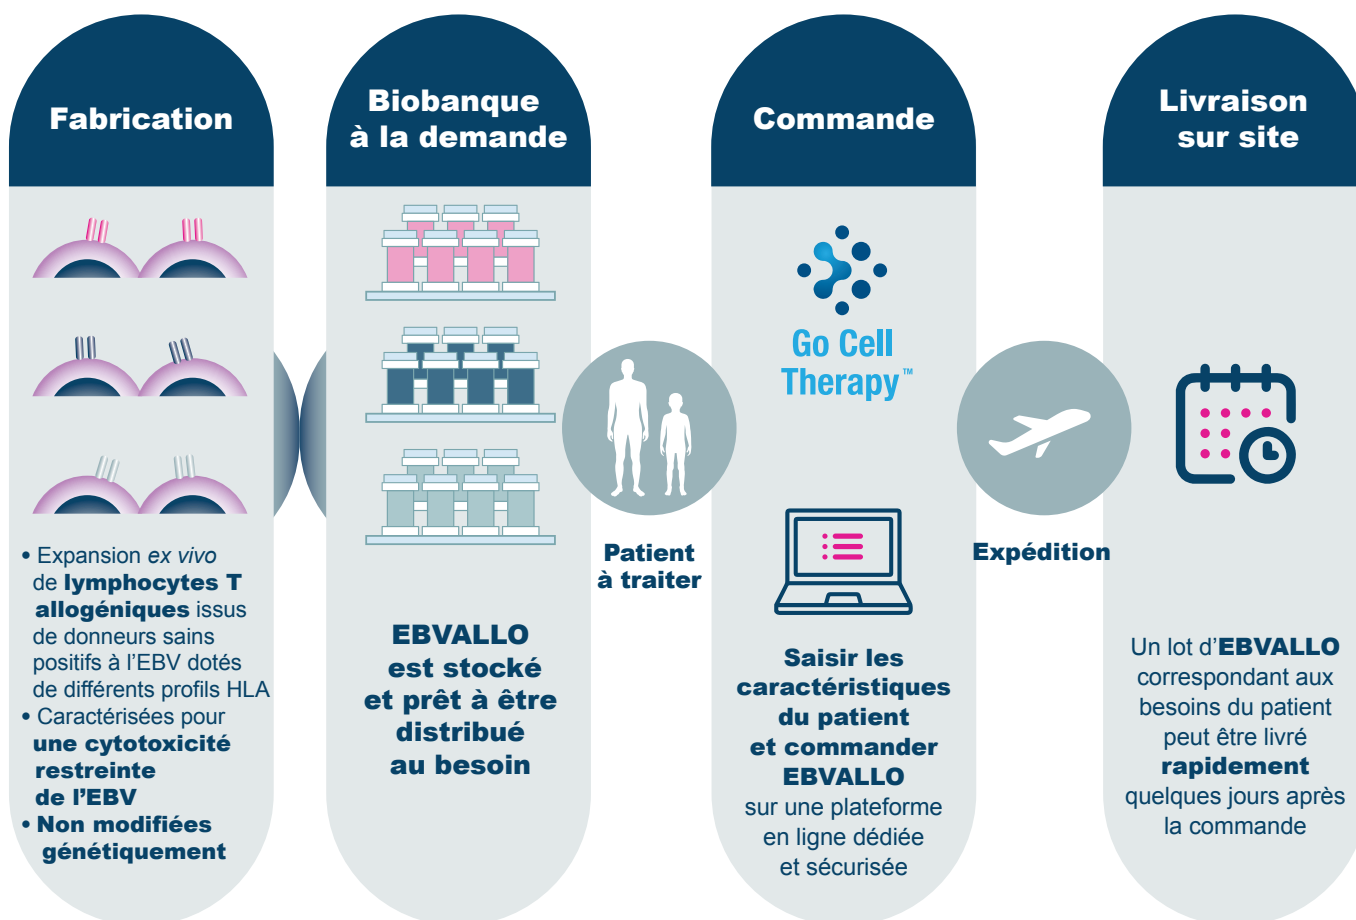 Fabrication
• Expansion ex vivo
de lymphocytes T
allogéniques issus
de donneurs sains
positifs à l’EBV dotés
de différents profils HLA
• Caractérisées pour
une cytotoxicité
restreinte
de l’EBV
• Non modifiées
génétiquement
Biobanque
à la demande
EBVALLO
est stocké
et prêt à être
distribué
au besoin
Patient
à traiter
Commande
Go Cell
Therapy™
Saisir les
caractéristiques
du patient
et commander
EBVALLO
sur une plateforme
en ligne dédiée
et sécurisée
Expédition
Livraison
sur site
Un lot d’EBVALLO
correspondant aux
besoins du patient
peut être livré
rapidement
quelques jours après
la commande